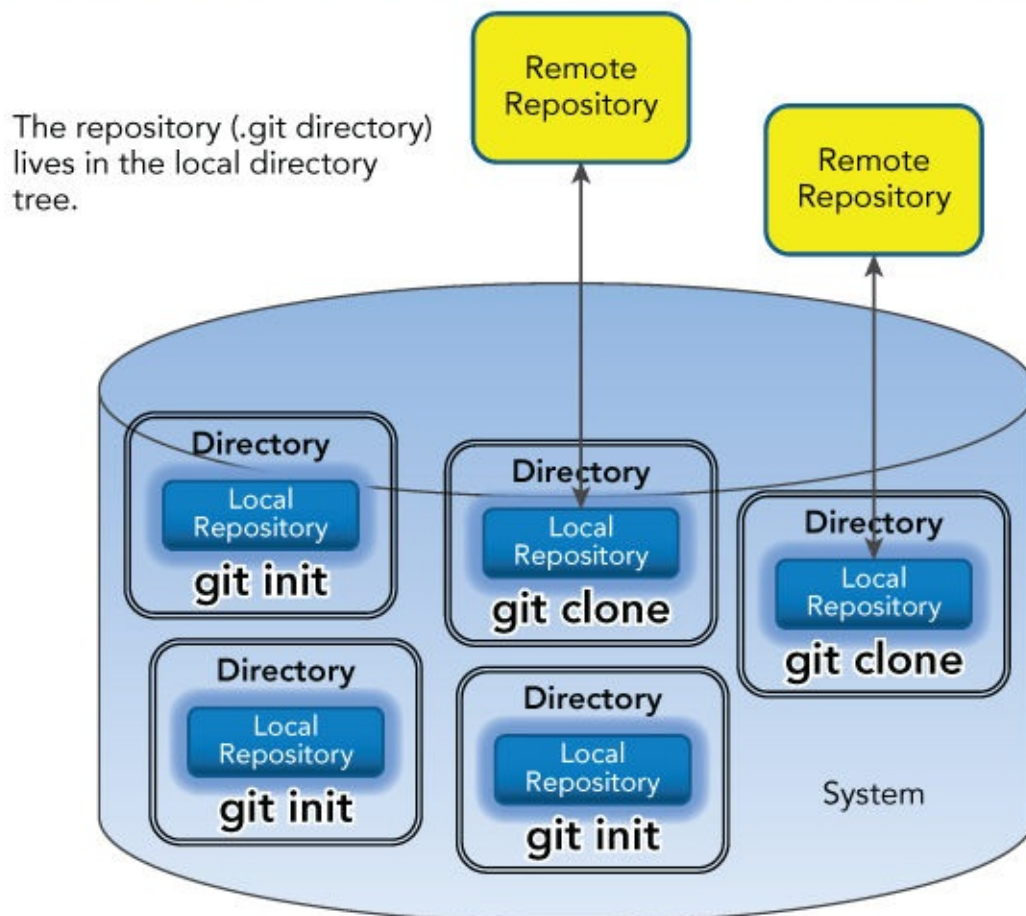 Remote
Repository
The repository (.git directory)
lives in the local directory
tree.
Remote
Repository
Directory
Local
Repository
git init
Directory
Local
Repository
git clone
Directory
Local
Repository
git clone
Directory
Local
Repository
git init
Directory
Local
Repository
git init
System